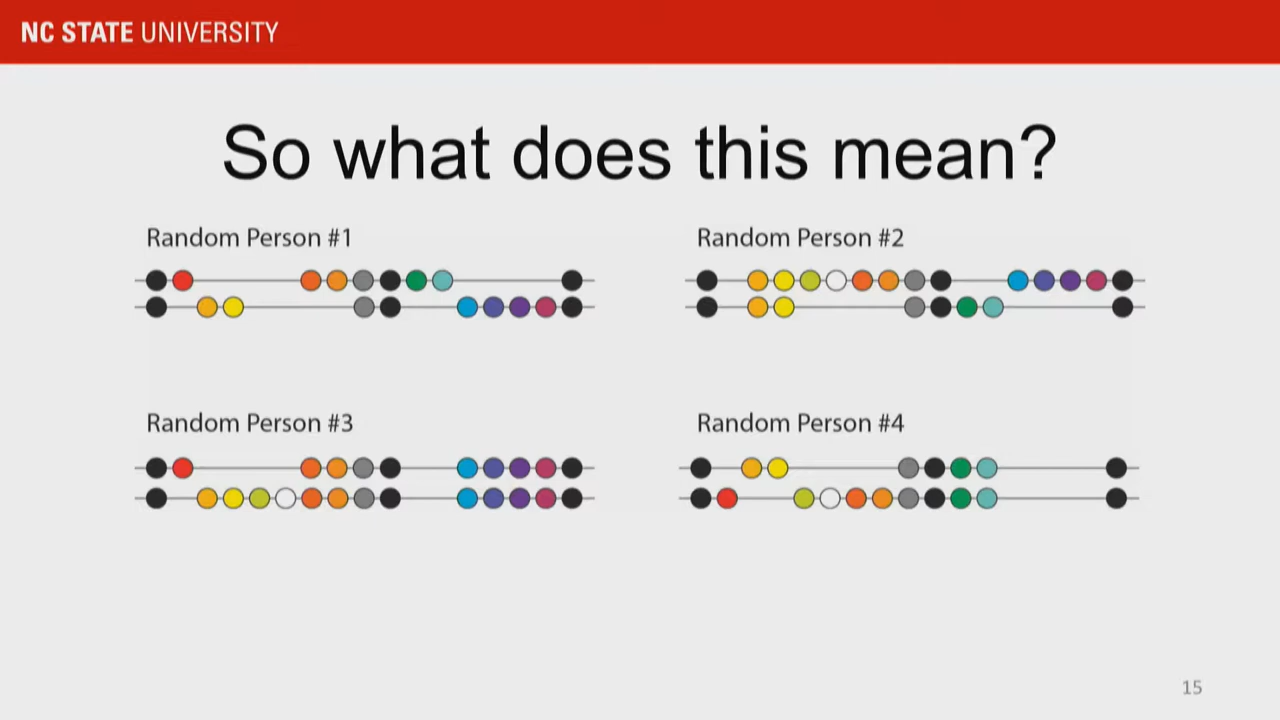 NC STATE UNIVERSITY
So what does this mean?
Random Person #1
Random Person #2
Random Person #3
Random Person #4
15